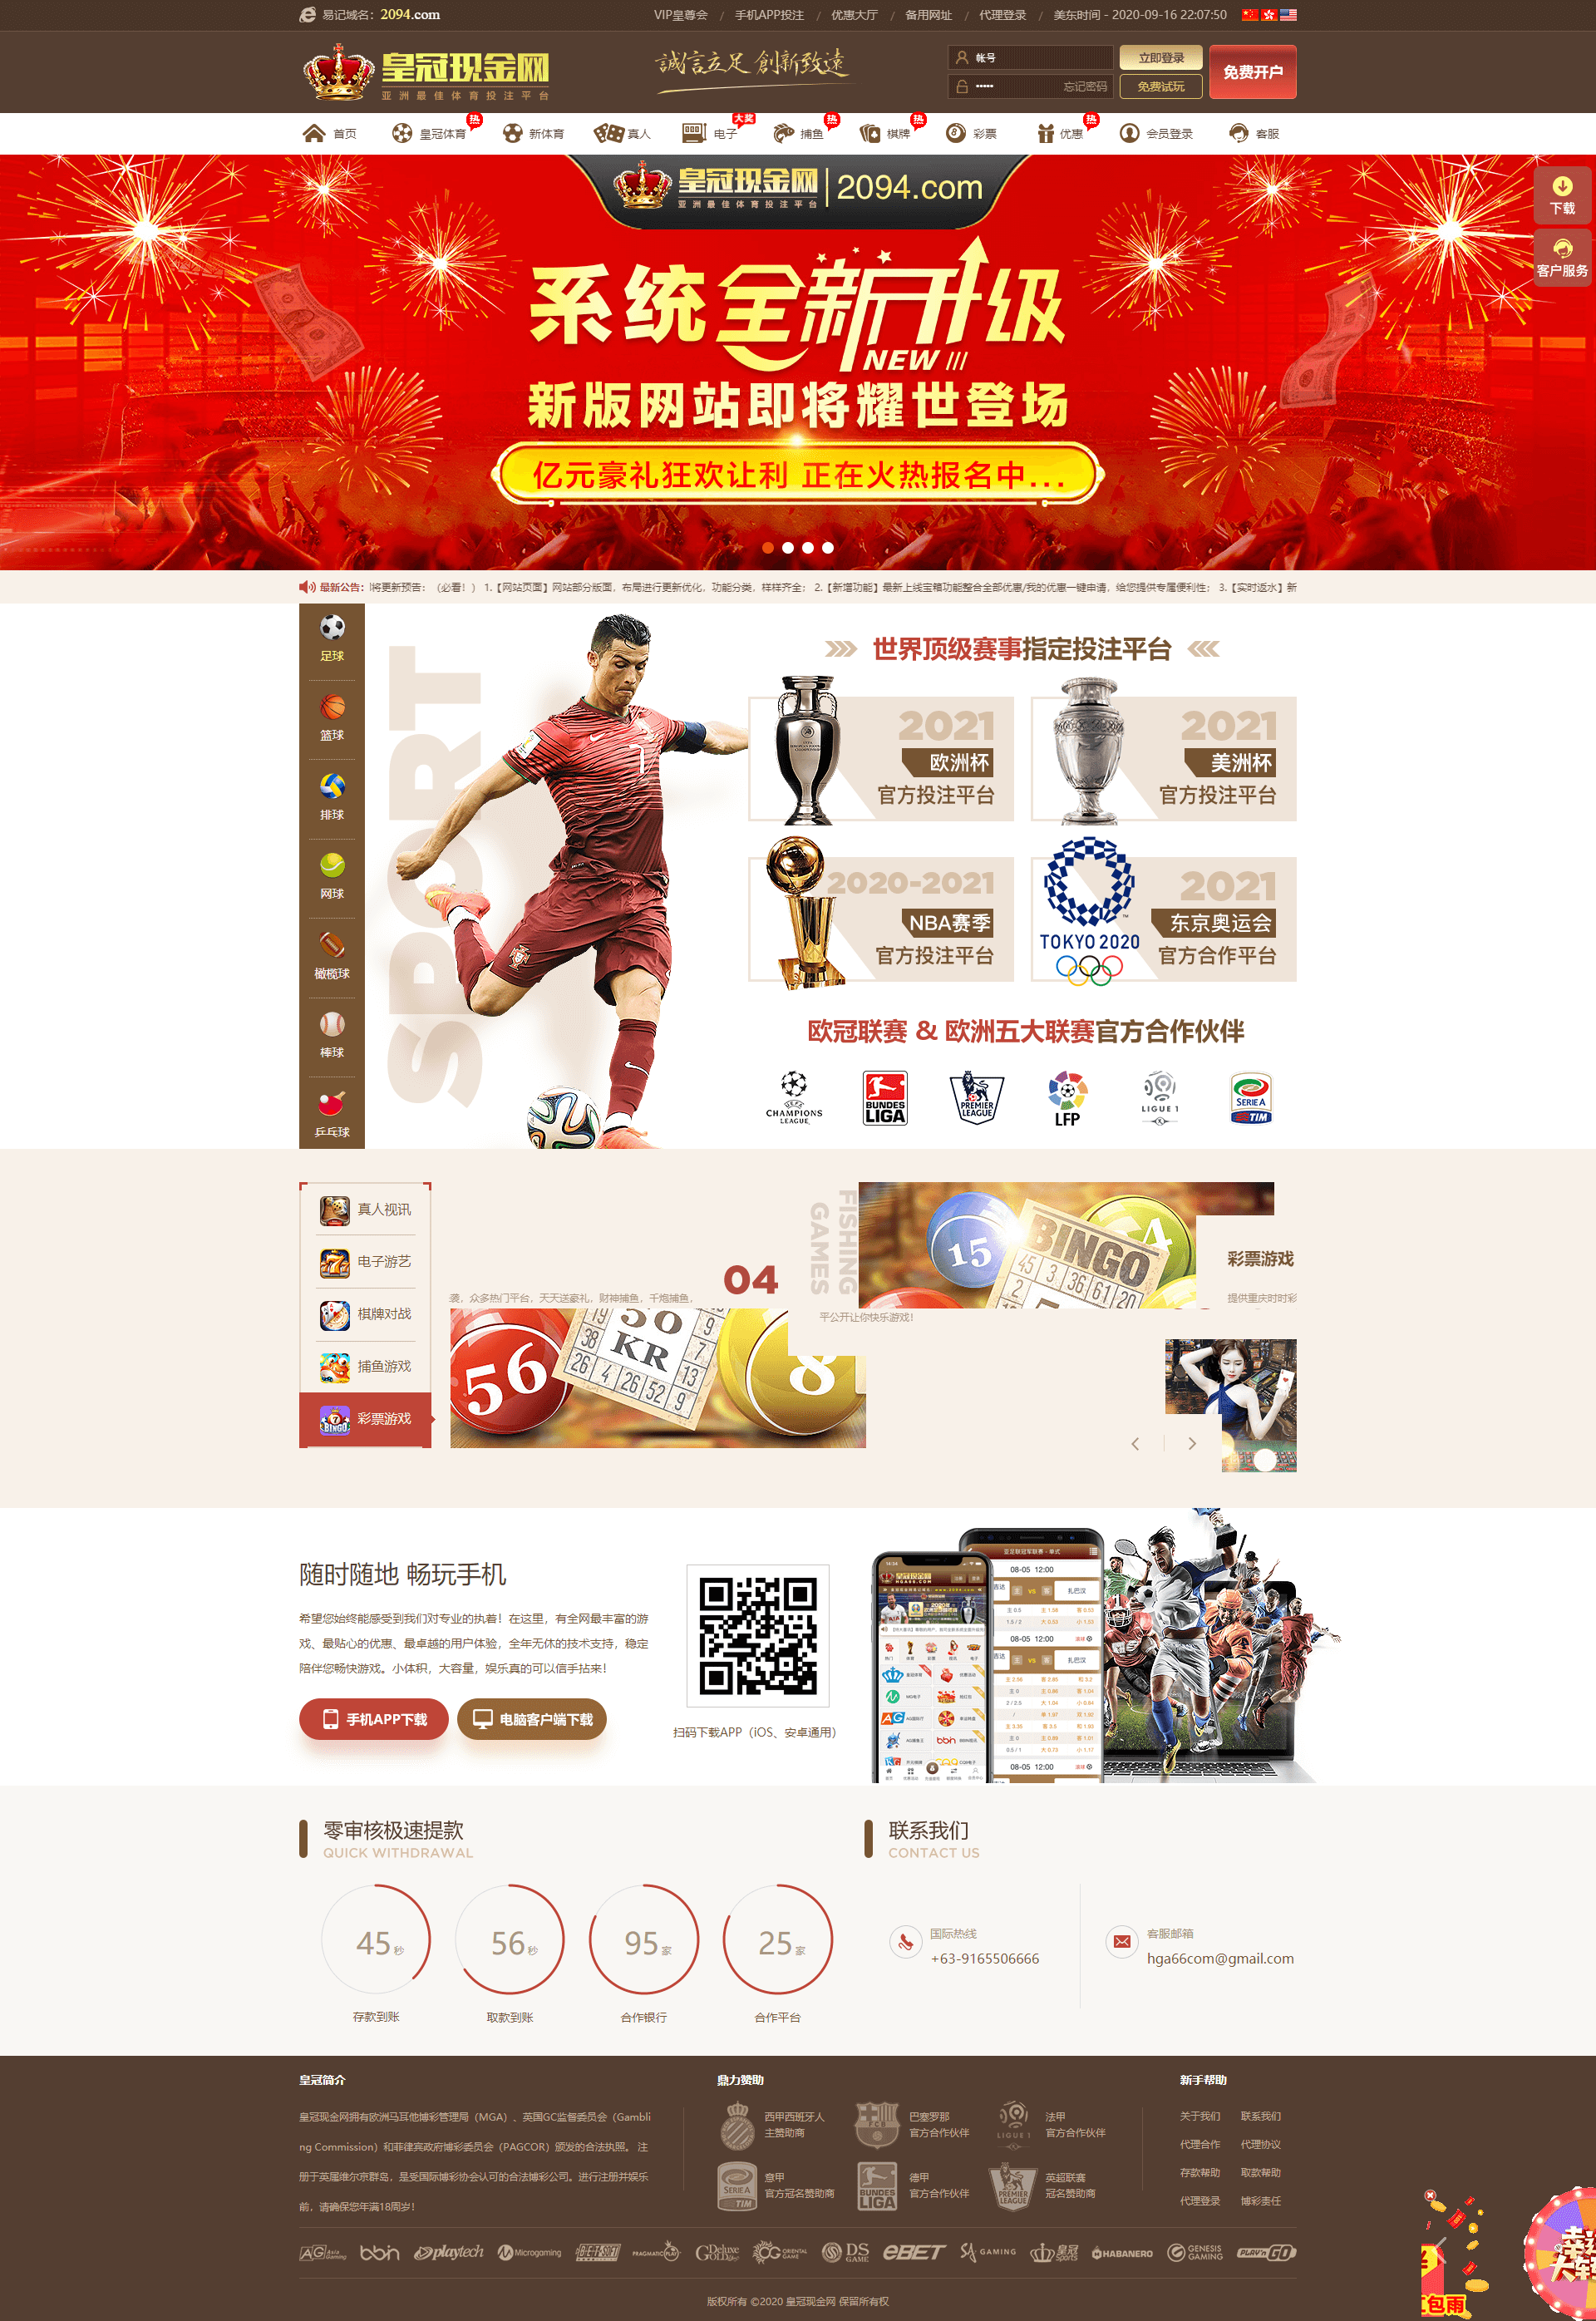 易记域名：2094.com
VIP皇尊会 / 手机APP投注 / 优惠大厅 / 备用网址 / 代理登录 / 美东时间 - 2020-09-16 22:07:50
皇冠现金网
亚洲最佳体育投注平台
誠信立足 創新致遠
帐号
立即登录
免费开户
忘记密码
免费试玩
首页
皇冠体育 热
新体育
真人
电子 大奖
捕鱼 热
棋牌 热
彩票
优惠 热
会员登录
客服
皇冠现金网
亚洲最佳体育投注平台
2094.com
下载
客户服务
系统全新升级
NEW
新版网站即将耀世登场
亿元豪礼狂欢让利 正在火热报名中...
最新公告：
将更新预告：（必看！） 1.【网站页面】网站部分版面，布局进行更新优化，功能分类，样样齐全； 2.【新增功能】最新上线宝箱功能整合全部优惠/我的优惠一键申请，给您提供专属便利性； 3.【实时返水】新
足球
篮球
排球
网球
橄榄球
棒球
乒乓球
SPORT
世界顶级赛事指定投注平台
2021
欧洲杯
官方投注平台
2021
美洲杯
官方投注平台
2020-2021
NBA赛季
官方投注平台
2021
东京奥运会
官方合作平台
TOKYO 2020
欧冠联赛 & 欧洲五大联赛官方合作伙伴
UEFA
CHAMPIONS
LEAGUE
BUNDES
LIGA
PREMIER
LEAGUE
LFP
LIGUE 1
SERIE A
TIM
真人视讯
电子游艺
棋牌对战
捕鱼游戏
彩票游戏
袭，众多热门平台，天天送豪礼，财神捕鱼，千炮捕鱼，
04
FISHING
GAMES
BINGO
彩票游戏
提供重庆时时彩
平公开让你快乐游戏！
随时随地 畅玩手机
希望您始终能感受到我们对专业的执着！在这里，有全网最丰富的游
戏、最贴心的优惠、最卓越的用户体验，全年无休的技术支持，稳定
陪伴您畅快游戏。小体积，大容量，娱乐真的可以信手拈来！
手机APP下载
电脑客户端下载
扫码下载APP（iOS、安卓通用）
零审核极速提款
QUICK WITHDRAWAL
联系我们
CONTACT US
45秒
56秒
95家
25家
存款到账
取款到账
合作银行
合作平台
国际热线
+63-9165506666
客服邮箱
hga66com@gmail.com
皇冠简介
皇冠现金网拥有欧洲马耳他博彩管理局（MGA）、英国GC监督委员会（Gambli
ng Commission）和菲律宾政府博彩委员会（PAGCOR）颁发的合法执照。 注
册于英属维尔京群岛，是受国际博彩协会认可的合法博彩公司。进行注册并娱乐
前，请确保您年满18周岁！
鼎力赞助
西甲西班牙人
主赞助商
巴塞罗那
官方合作伙伴
法甲
官方合作伙伴
意甲
官方冠名赞助商
德甲
官方合作伙伴
英超联赛
冠名赞助商
新手帮助
关于我们 联系我们
代理合作 代理协议
存款帮助 取款帮助
代理登录 博彩责任
AG Asia Gaming
bbin
playtech
Microgaming
PRAGMATIC PLAY
GoldDeluxe
OG ORIENTAL GAME
DS GAME
eBET
SA GAMING
皇冠 sports
HABANERO
GENESIS GAMING
PLAY'n GO
版权所有 ©2020 皇冠现金网 保留所有权